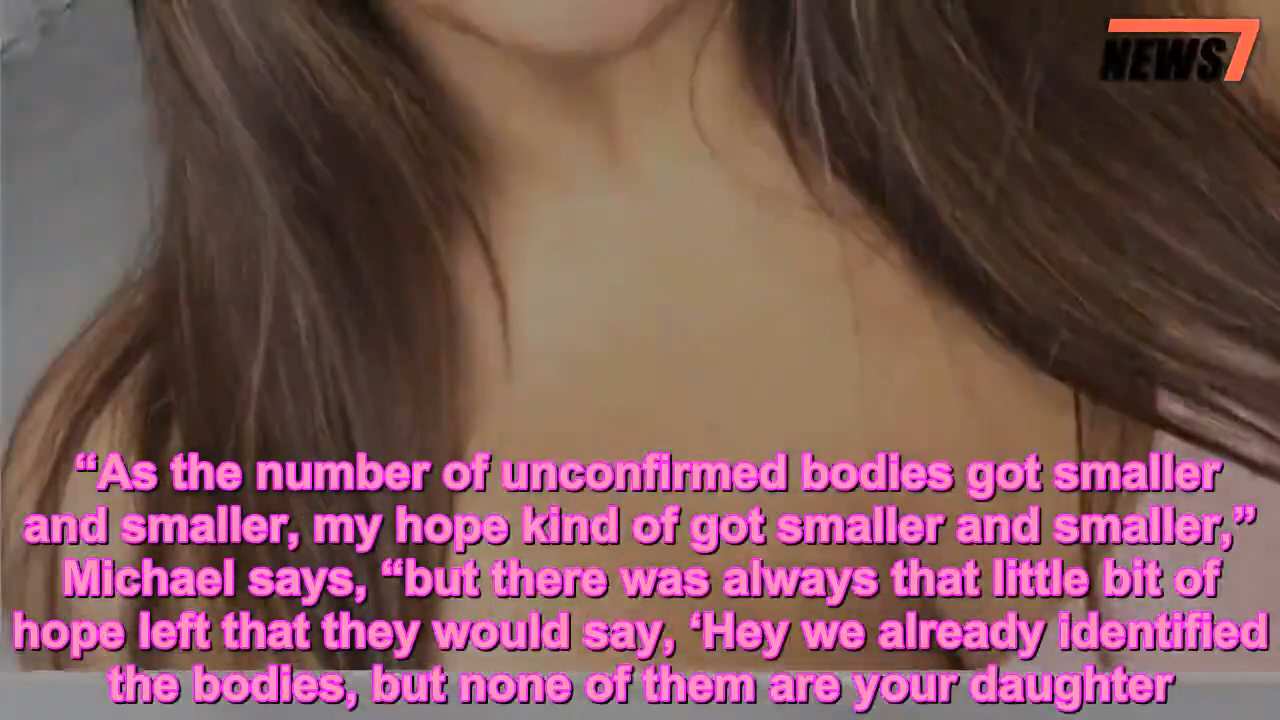 NEWS7
“As the number of unconfirmed bodies got smaller
and smaller, my hope kind of got smaller and smaller,”
Michael says, “but there was always that little bit of
hope left that they would say, ‘Hey we already identified
the bodies, but none of them are your daughter